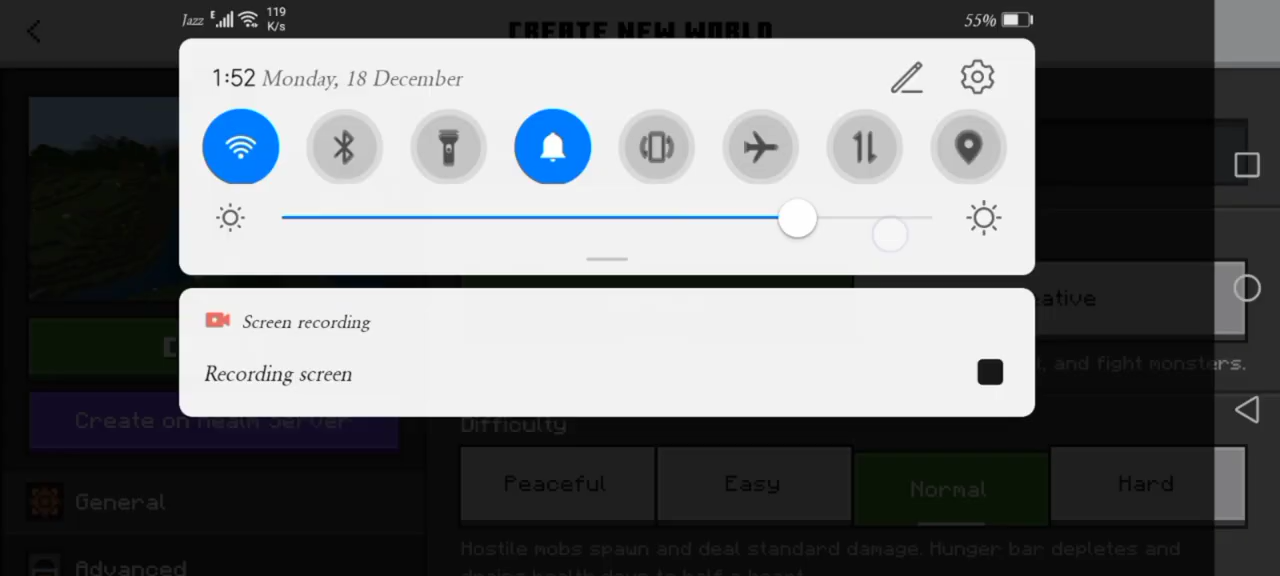 Jazz E 119 K/s 55%
CREATE NEW WORLD
1:52 Monday, 18 December
Screen recording
Recording screen
eative
t, and fight monsters.
Create on Realm Server
Difficulty
Peaceful Easy Normal Hard
General
Hostile mobs spawn and deal standard damage. Hunger bar depletes and
Advanced